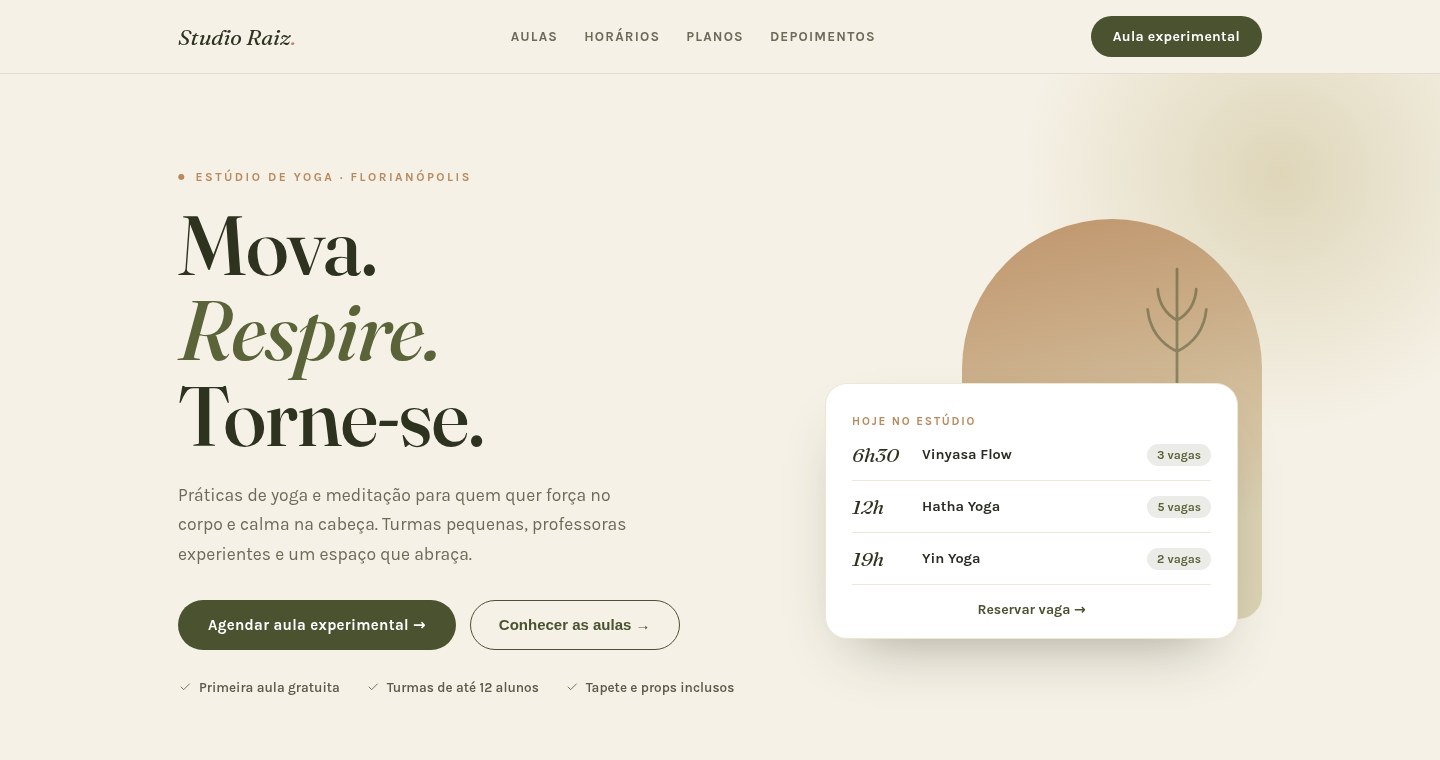 Studio Raiz.
AULAS
HORÁRIOS
PLANOS
DEPOIMENTOS
Aula experimental
ESTÚDIO DE YOGA · FLORIANÓPOLIS
Mova.
Respire.
Torne-se.
Práticas de yoga e meditação para quem quer força no
corpo e calma na cabeça. Turmas pequenas, professoras
experientes e um espaço que abraça.
Agendar aula experimental →
Conhecer as aulas →
Primeira aula gratuita
Turmas de até 12 alunos
Tapete e props inclusos
HOJE NO ESTÚDIO
6h30 Vinyasa Flow 3 vagas
12h Hatha Yoga 5 vagas
19h Yin Yoga 2 vagas
Reservar vaga →